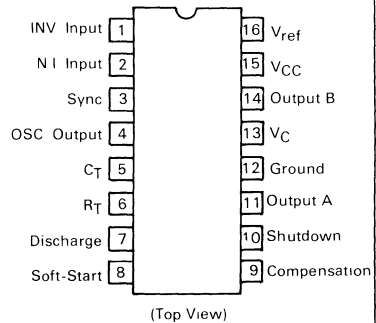 INV Input 1
N I Input 2
Sync 3
OSC Output 4
CT 5
RT 6
Discharge 7
Soft-Start 8
16 Vref
15 VCC
14 Output B
13 VC
12 Ground
11 Output A
10 Shutdown
9 Compensation
(Top View)